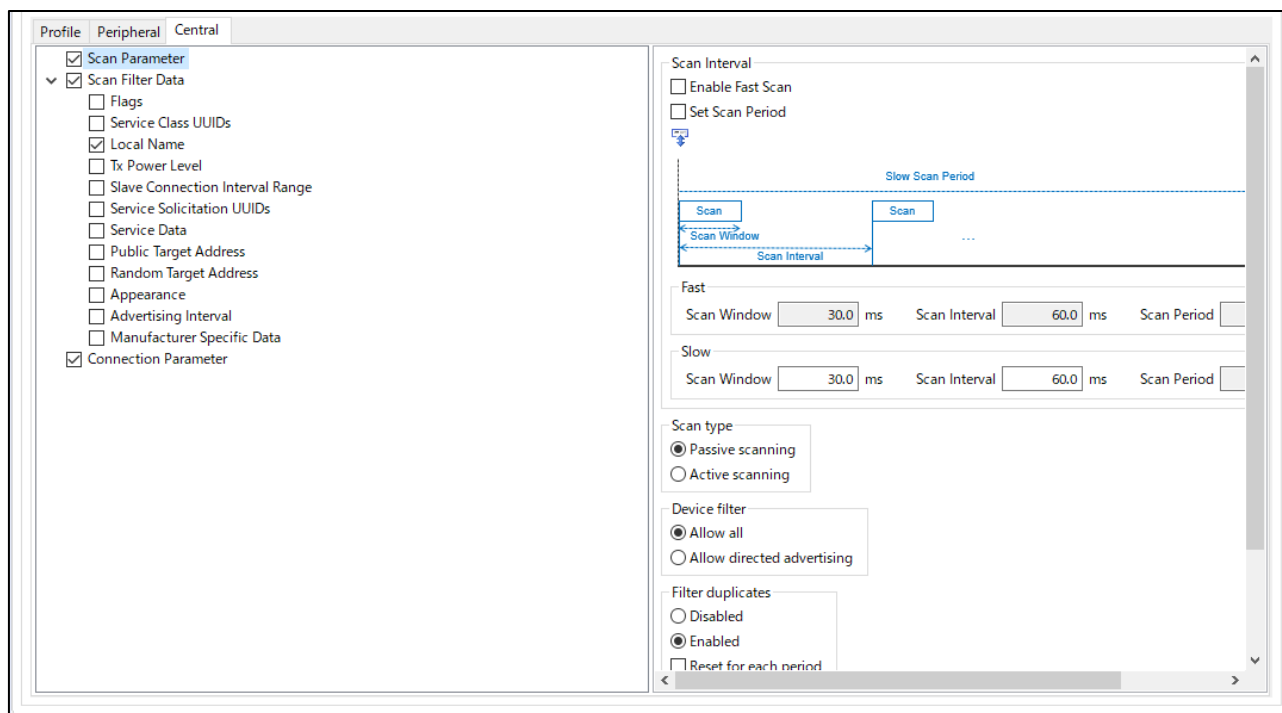 Profile Peripheral Central
Scan Parameter
Scan Filter Data
Flags
Service Class UUIDs
Local Name
Tx Power Level
Slave Connection Interval Range
Service Solicitation UUIDs
Service Data
Public Target Address
Random Target Address
Appearance
Advertising Interval
Manufacturer Specific Data
Connection Parameter
Scan Interval
Enable Fast Scan
Set Scan Period
Slow Scan Period
Scan Scan
Scan Window ...
Scan Interval
Fast
Scan Window 30.0 ms Scan Interval 60.0 ms Scan Period
Slow
Scan Window 30.0 ms Scan Interval 60.0 ms Scan Period
Scan type
Passive scanning
Active scanning
Device filter
Allow all
Allow directed advertising
Filter duplicates
Disabled
Enabled
Reset for each period